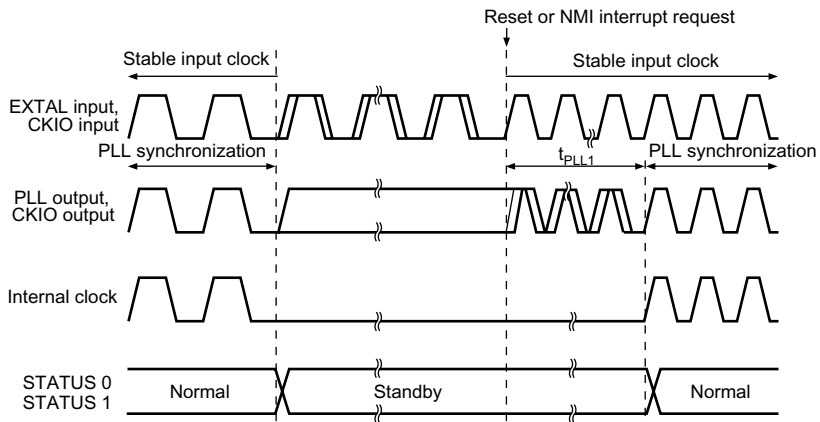 Reset or NMI interrupt request
Stable input clock
Stable input clock
EXTAL input,
CKIO input
PLL synchronization
tPLL1
PLL synchronization
PLL output,
CKIO output
Internal clock
STATUS 0
STATUS 1
Normal
Standby
Normal